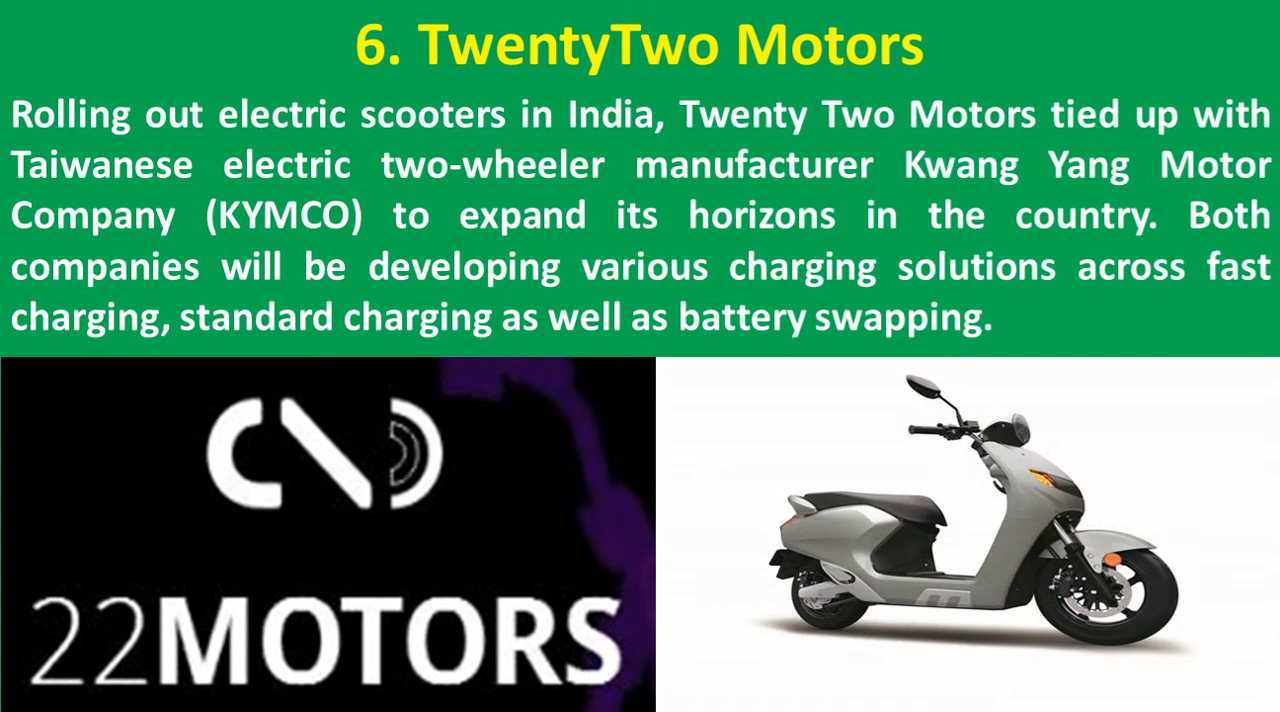 6. TwentyTwo Motors
Rolling out electric scooters in India, Twenty Two Motors tied up with
Taiwanese electric two-wheeler manufacturer Kwang Yang Motor
Company (KYMCO) to expand its horizons in the country. Both
companies will be developing various charging solutions across fast
charging, standard charging as well as battery swapping.
22MOTORS